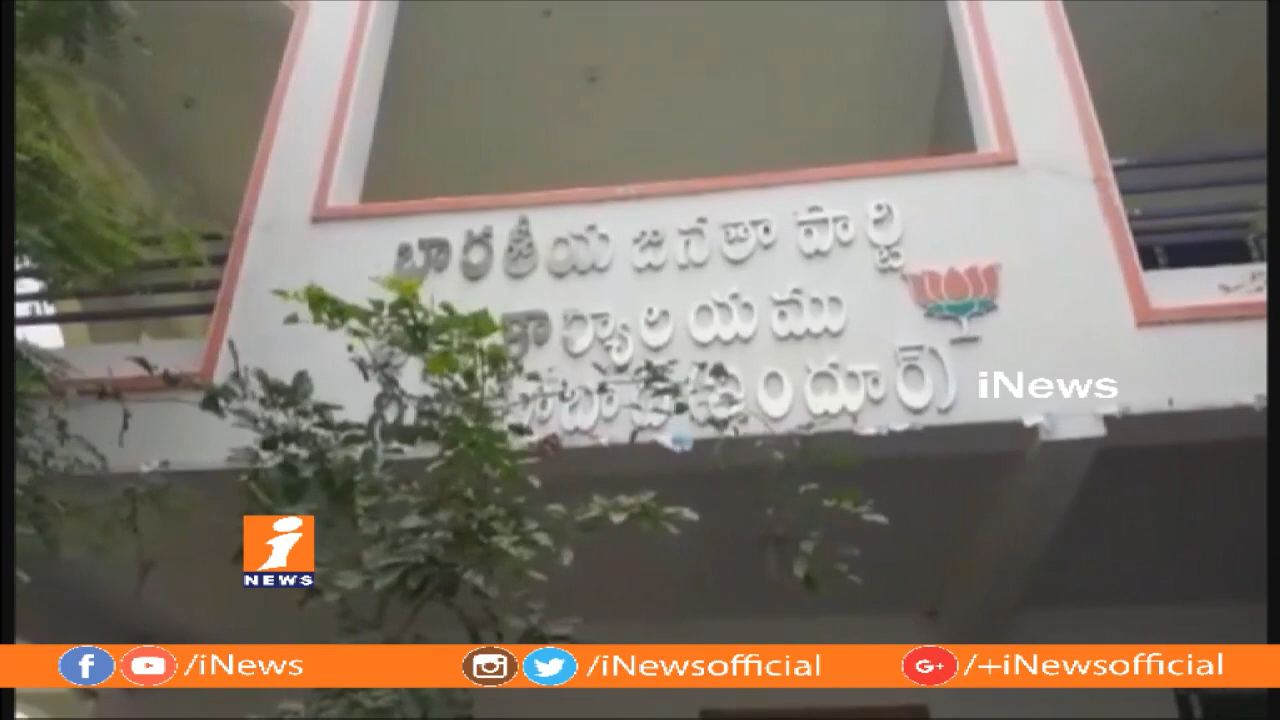 భారతీయ జనతా పార్టి
కార్యాలయము
(ఇందూర్)
iNews
i
NEWS
/iNews
/iNewsofficial
/+iNewsofficial